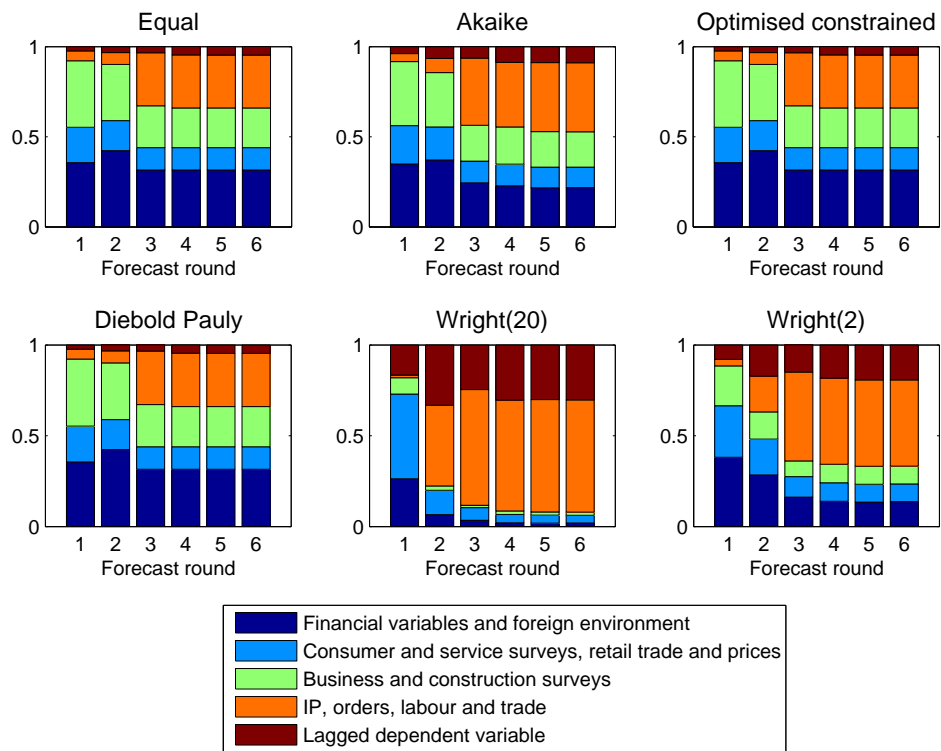 Equal
Akaike
Optimised constrained
1
0.5
0
1 2 3 4 5 6
Forecast round
1
0.5
0
1 2 3 4 5 6
Forecast round
1
0.5
0
1 2 3 4 5 6
Forecast round
Diebold Pauly
Wright(20)
Wright(2)
1
0.5
0
1 2 3 4 5 6
Forecast round
1
0.5
0
1 2 3 4 5 6
Forecast round
1
0.5
0
1 2 3 4 5 6
Forecast round
Financial variables and foreign environment
Consumer and service surveys, retail trade and prices
Business and construction surveys
IP, orders, labour and trade
Lagged dependent variable